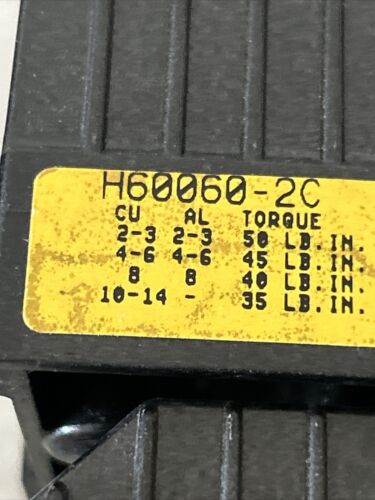 H60060-2C
CU AL TORQUE
2-3 2-3 50 LB.IN.
4-6 4-6 45 LB.IN.
8 8 40 LB.IN.
10-14 - 35 LB.IN.